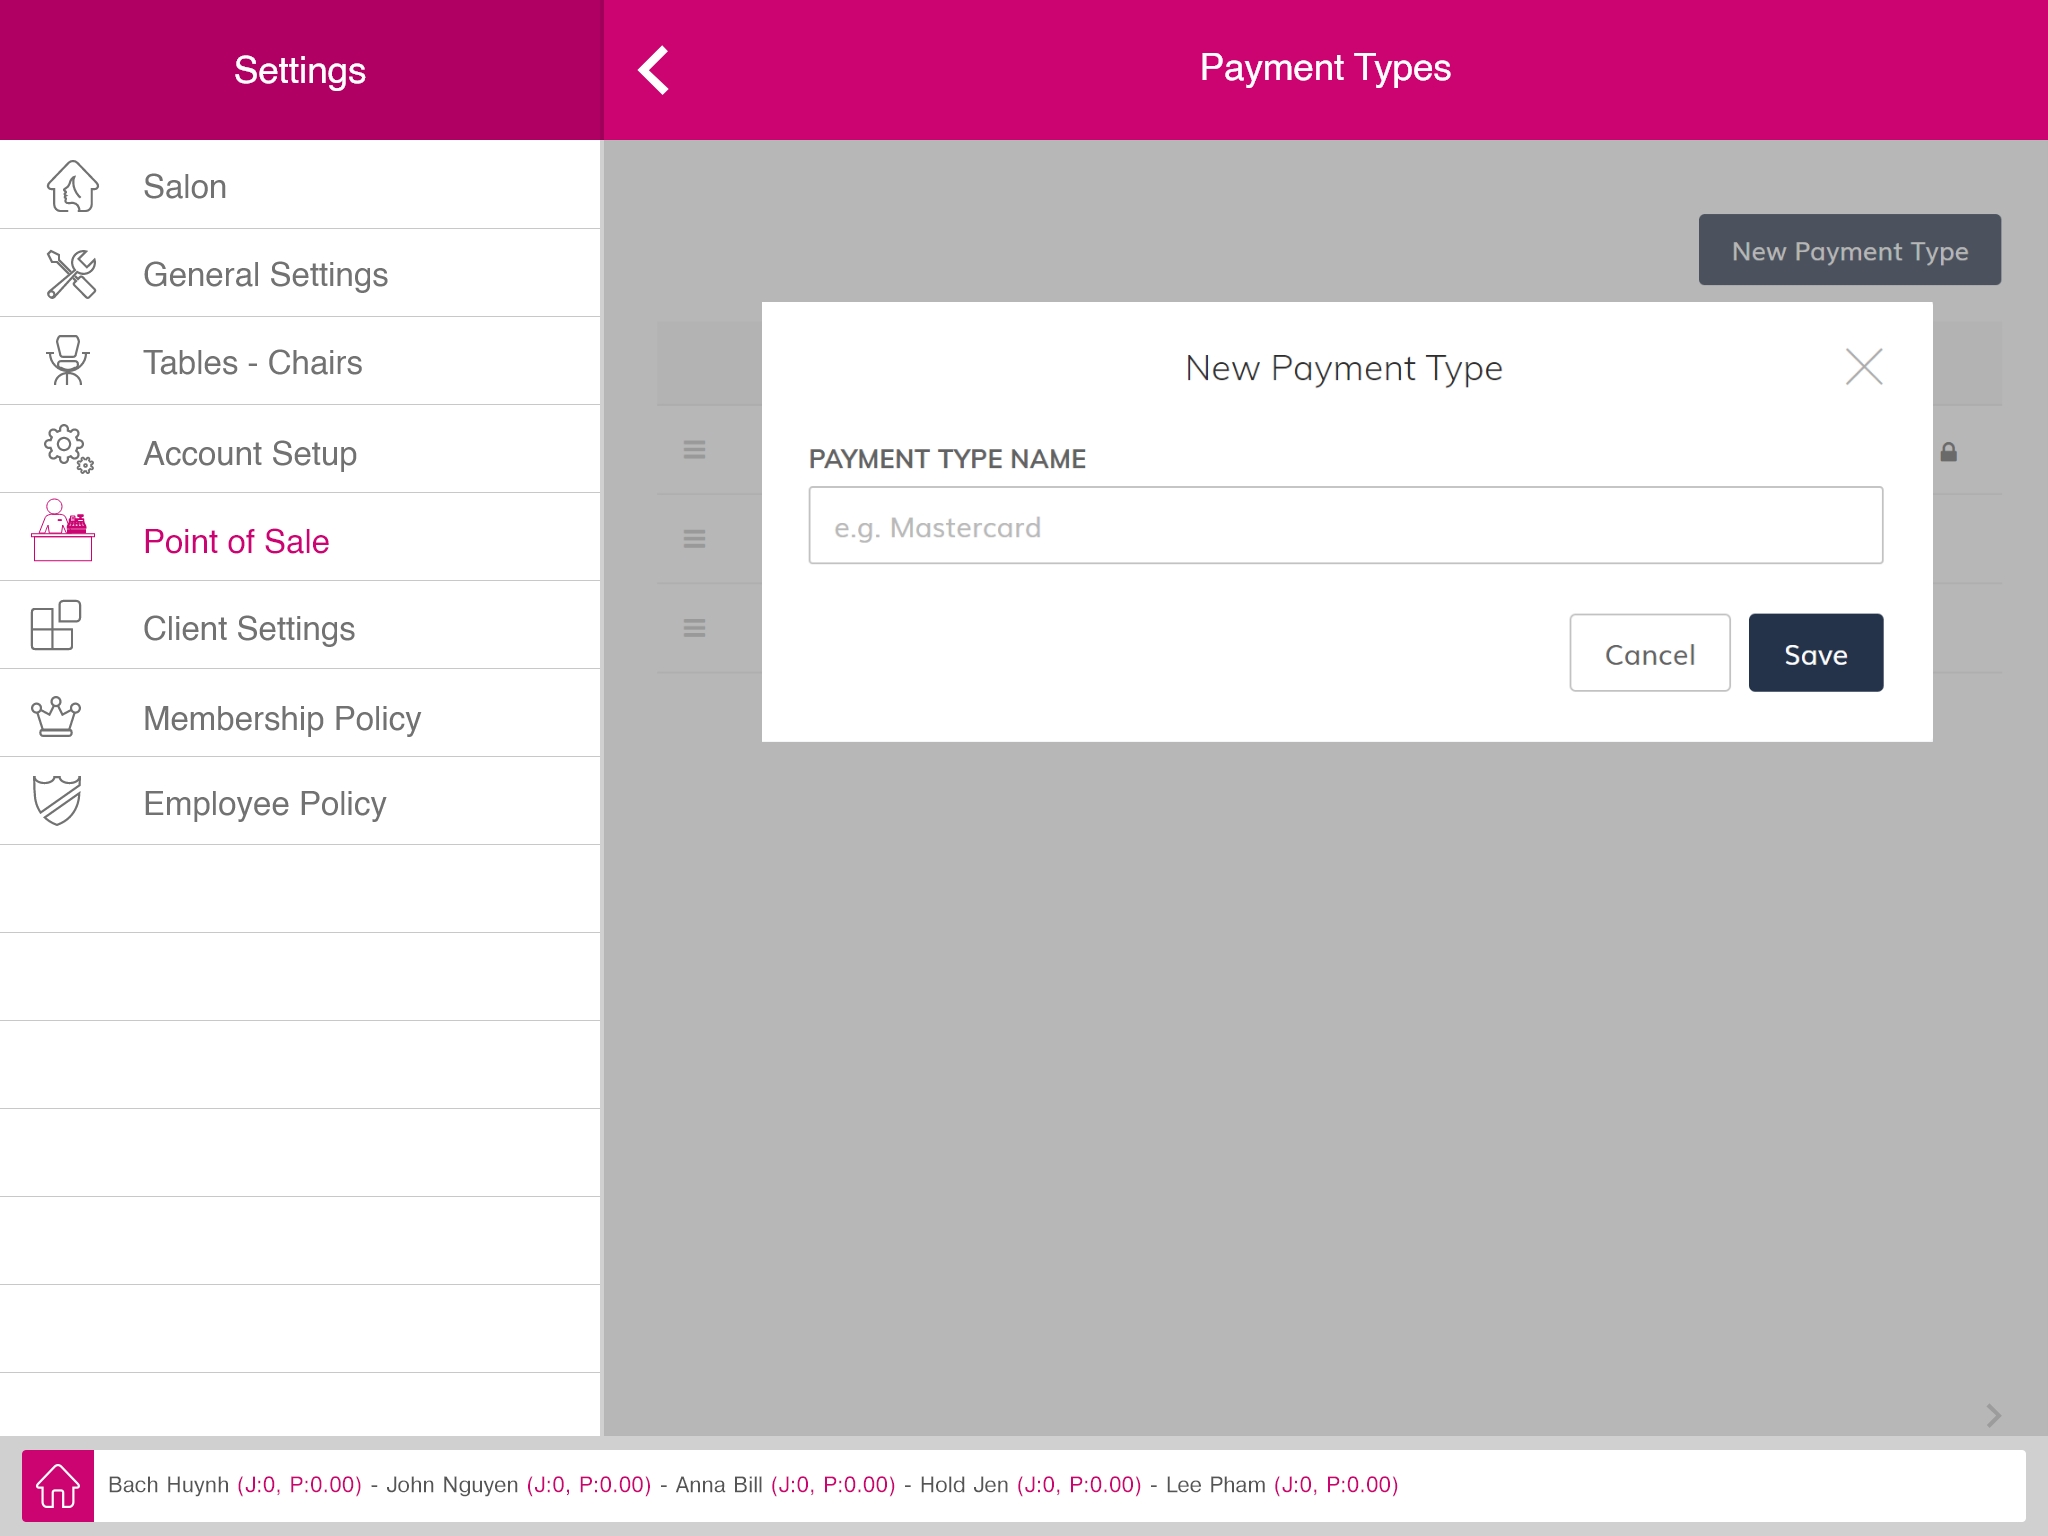 Settings
Payment Types
Salon
General Settings
Tables - Chairs
Account Setup
Point of Sale
Client Settings
Membership Policy
Employee Policy
New Payment Type
New Payment Type
PAYMENT TYPE NAME
e.g. Mastercard
Cancel
Save
Bach Huynh (J:0, P:0.00) - John Nguyen (J:0, P:0.00) - Anna Bill (J:0, P:0.00) - Hold Jen (J:0, P:0.00) - Lee Pham (J:0, P:0.00)